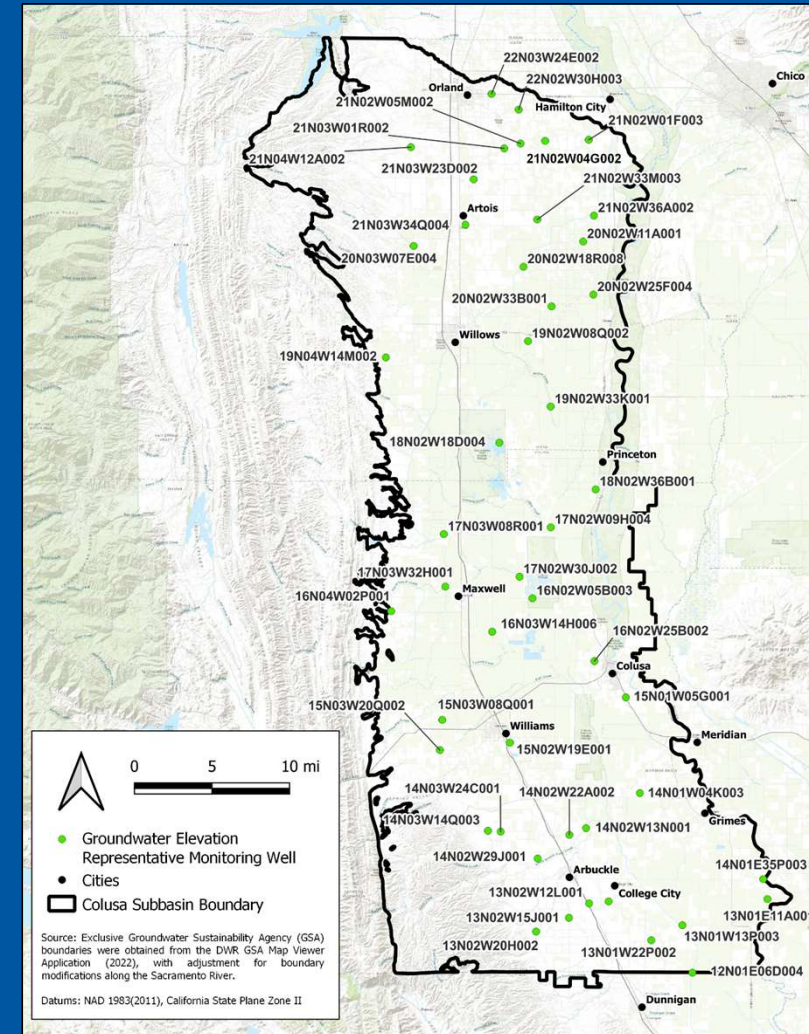 Chico
22N03W24E002
22N02W30H003
Orland
21N02W05M002
Hamilton City
21N02W01F003
21N03W01R002
21N04W12A002
21N02W04G002
21N03W23D002
21N02W33M003
Artois
21N02W36A002
21N03W34Q004
20N02W11A001
20N03W07E004
20N02W18R008
20N02W25F004
20N02W33B001
Willows
19N02W08Q002
19N04W14M002
19N02W33K001
18N02W18D004
Princeton
18N02W36B001
17N03W08R001
17N02W09H004
17N03W32H001
17N02W30J002
16N04W02P001
Maxwell
16N02W05B003
16N03W14H006
16N02W25B002
Colusa
15N01W05G001
15N03W20Q002
15N03W08Q001
Williams
Meridian
15N02W19E001
14N03W24C001
14N02W22A002
14N01W04K003
Grimes
14N03W14Q003
14N02W13N001
14N02W29J001
14N01E35P003
Arbuckle
13N02W12L001
College City
13N01E11A001
13N02W15J001
13N01W13P003
13N02W20H002
13N01W22P002
12N01E06D004
Dunnigan
0 5 10 mi
Groundwater Elevation
Representative Monitoring Well
Cities
Colusa Subbasin Boundary
Source: Exclusive Groundwater Sustainability Agency (GSA)
boundaries were obtained from the DWR GSA Map Viewer
Application (2022), with adjustment for boundary
modifications along the Sacramento River.
Datums: NAD 1983(2011), California State Plane Zone II